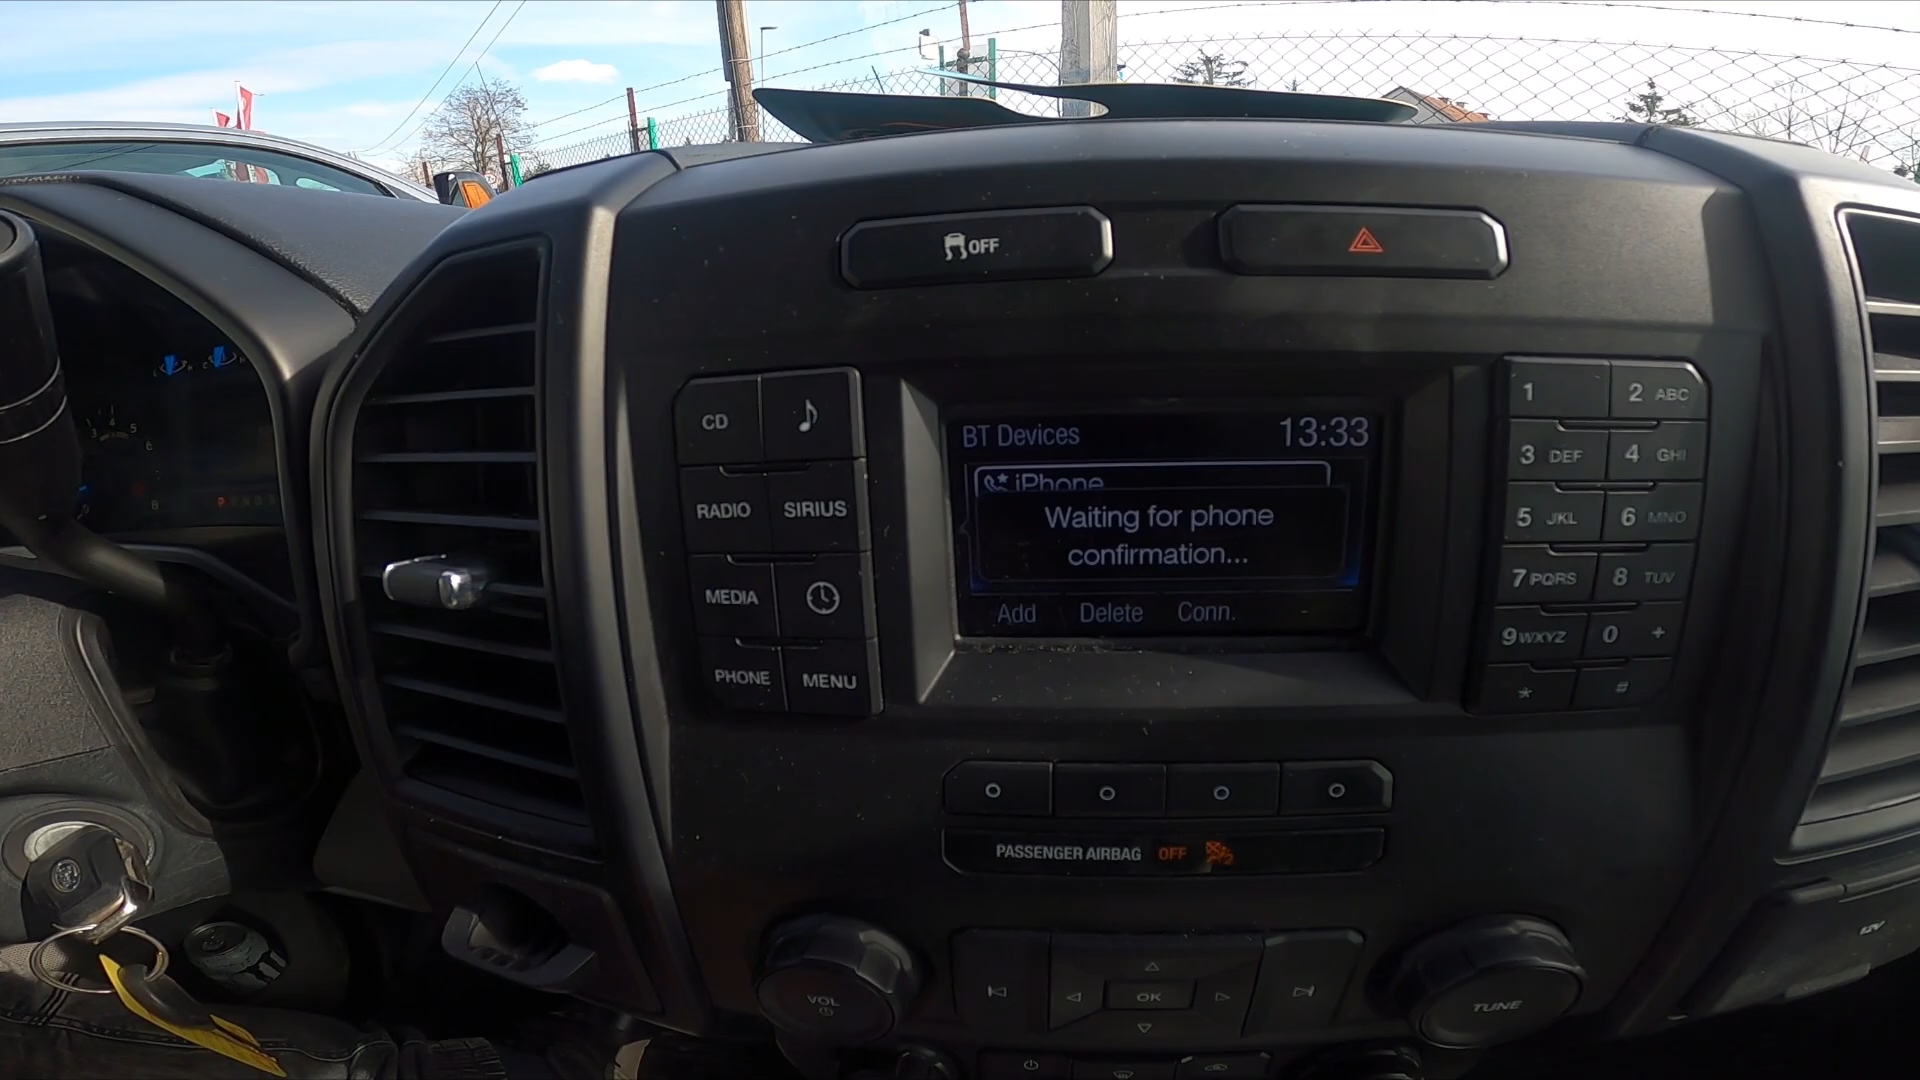 OFF
CD
RADIO SIRIUS
MEDIA
PHONE MENU
BT Devices 13:33
iPhone
Waiting for phone
confirmation...
Add Delete Conn.
1 2 ABC
3 DEF 4 GHI
5 JKL 6 MNO
7 PQRS 8 TUV
9 WXYZ 0 +
* #
PASSENGER AIRBAG OFF
VOL
OK
TUNE
12V